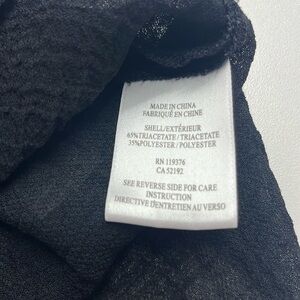 MADE IN CHINA
FABRIQUÉ EN CHINE
SHELL/EXTÉRIEUR
65%TRIACETATE/TRIACÉTATE
35%POLYESTER/POLYESTER
RN 119376
CA 52192
SEE REVERSE SIDE FOR CARE
INSTRUCTION
DIRECTIVE D'ENTRETIEN AU VERSO